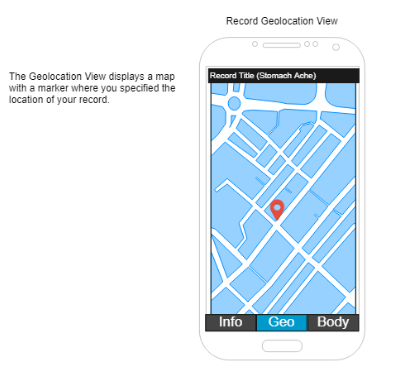 Record Geolocation View
The Geolocation View displays a map
with a marker where you specified the
location of your record.
Record Title (Stomach Ache)
Info Geo Body